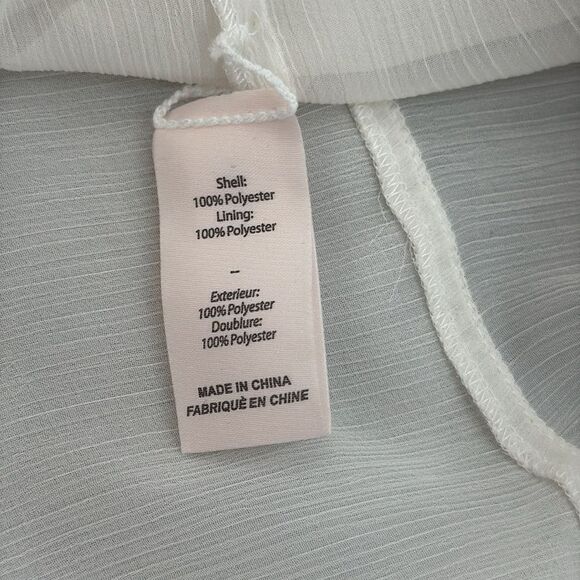 Shell:
100% Polyester
Lining:
100% Polyester
–
Exterieur:
100% Polyester
Doublure:
100% Polyester
MADE IN CHINA
FABRIQUÈ EN CHINE